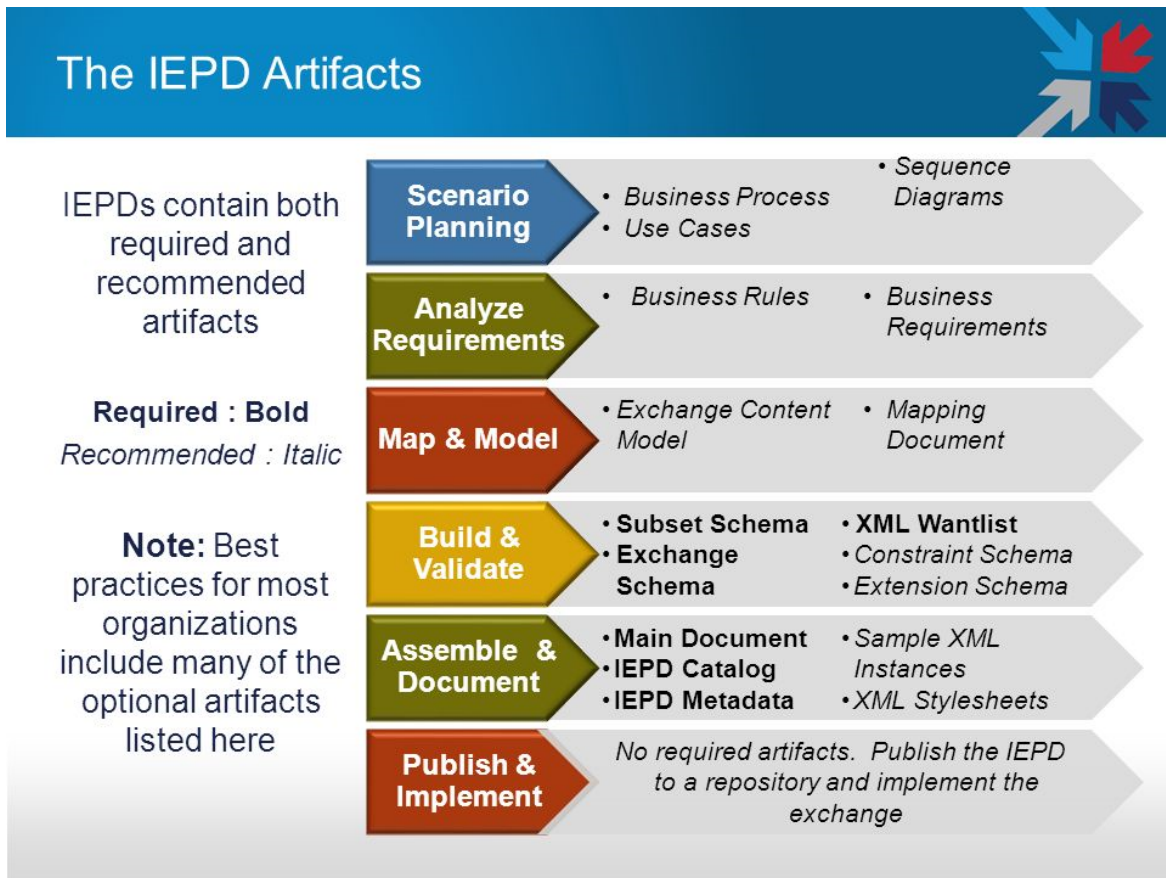 The IEPD Artifacts
IEPDs contain both
required and
recommended
artifacts
Required : Bold
Recommended : Italic
Note: Best
practices for most
organizations
include many of the
optional artifacts
listed here
Scenario
Planning
• Business Process
• Use Cases
• Sequence
Diagrams
Analyze
Requirements
• Business Rules
• Business
Requirements
Map & Model
• Exchange Content
Model
• Mapping
Document
Build &
Validate
• Subset Schema
• Exchange
Schema
• XML Wantlist
• Constraint Schema
• Extension Schema
Assemble &
Document
• Main Document
• IEPD Catalog
• IEPD Metadata
• Sample XML
Instances
• XML Stylesheets
Publish &
Implement
No required artifacts. Publish the IEPD
to a repository and implement the
exchange